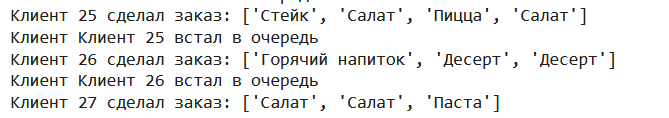 Клиент 25 сделал заказ: ['Стейк', 'Салат', 'Пицца', 'Салат']
Клиент Клиент 25 встал в очередь
Клиент 26 сделал заказ: ['Горячий напиток', 'Десерт', 'Десерт']
Клиент Клиент 26 встал в очередь
Клиент 27 сделал заказ: ['Салат', 'Салат', 'Паста']